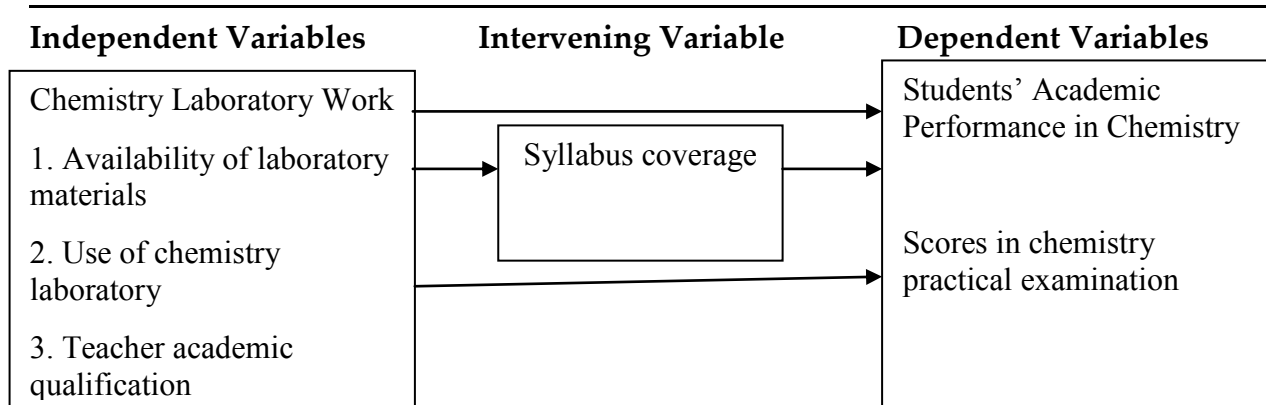 Independent Variables
Intervening Variable
Dependent Variables
Chemistry Laboratory Work
1. Availability of laboratory
materials
2. Use of chemistry
laboratory
3. Teacher academic
qualification
Syllabus coverage
Students’ Academic
Performance in Chemistry
Scores in chemistry
practical examination